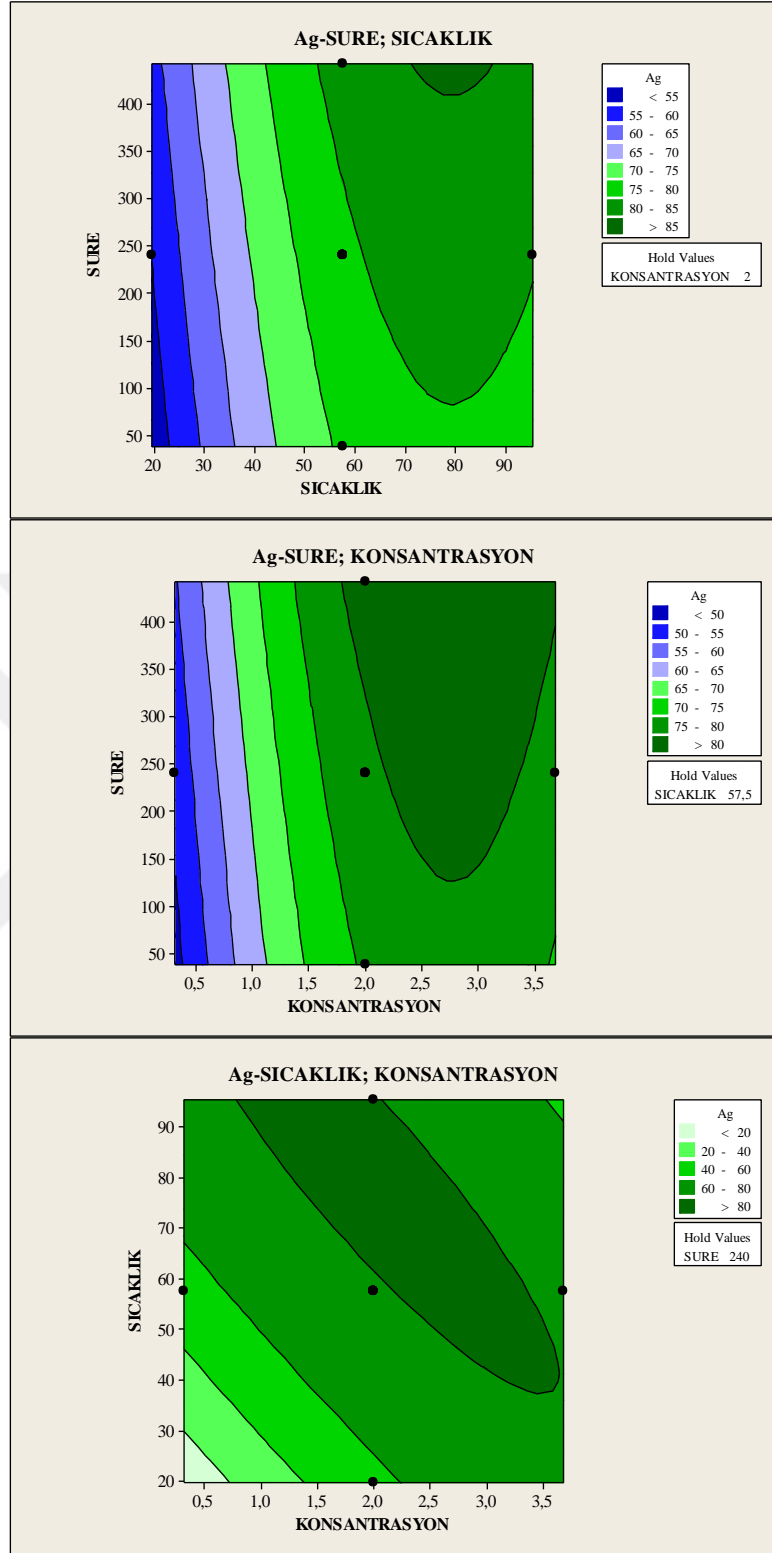 Ag-SURE; SICAKLIK
SURE
400
350
300
250
200
150
100
50
20 30 40 50 60 70 80 90
SICAKLIK
Ag
< 55
55 - 60
60 - 65
65 - 70
70 - 75
75 - 80
80 - 85
> 85
Hold Values
KONSANTRASYON 2
Ag-SURE; KONSANTRASYON
SURE
400
350
300
250
200
150
100
50
0,5 1,0 1,5 2,0 2,5 3,0 3,5
KONSANTRASYON
Ag
< 50
50 - 55
55 - 60
60 - 65
65 - 70
70 - 75
75 - 80
> 80
Hold Values
SICAKLIK 57,5
Ag-SICAKLIK; KONSANTRASYON
SICAKLIK
90
80
70
60
50
40
30
20
0,5 1,0 1,5 2,0 2,5 3,0 3,5
KONSANTRASYON
Ag
< 20
20 - 40
40 - 60
60 - 80
> 80
Hold Values
SURE 240